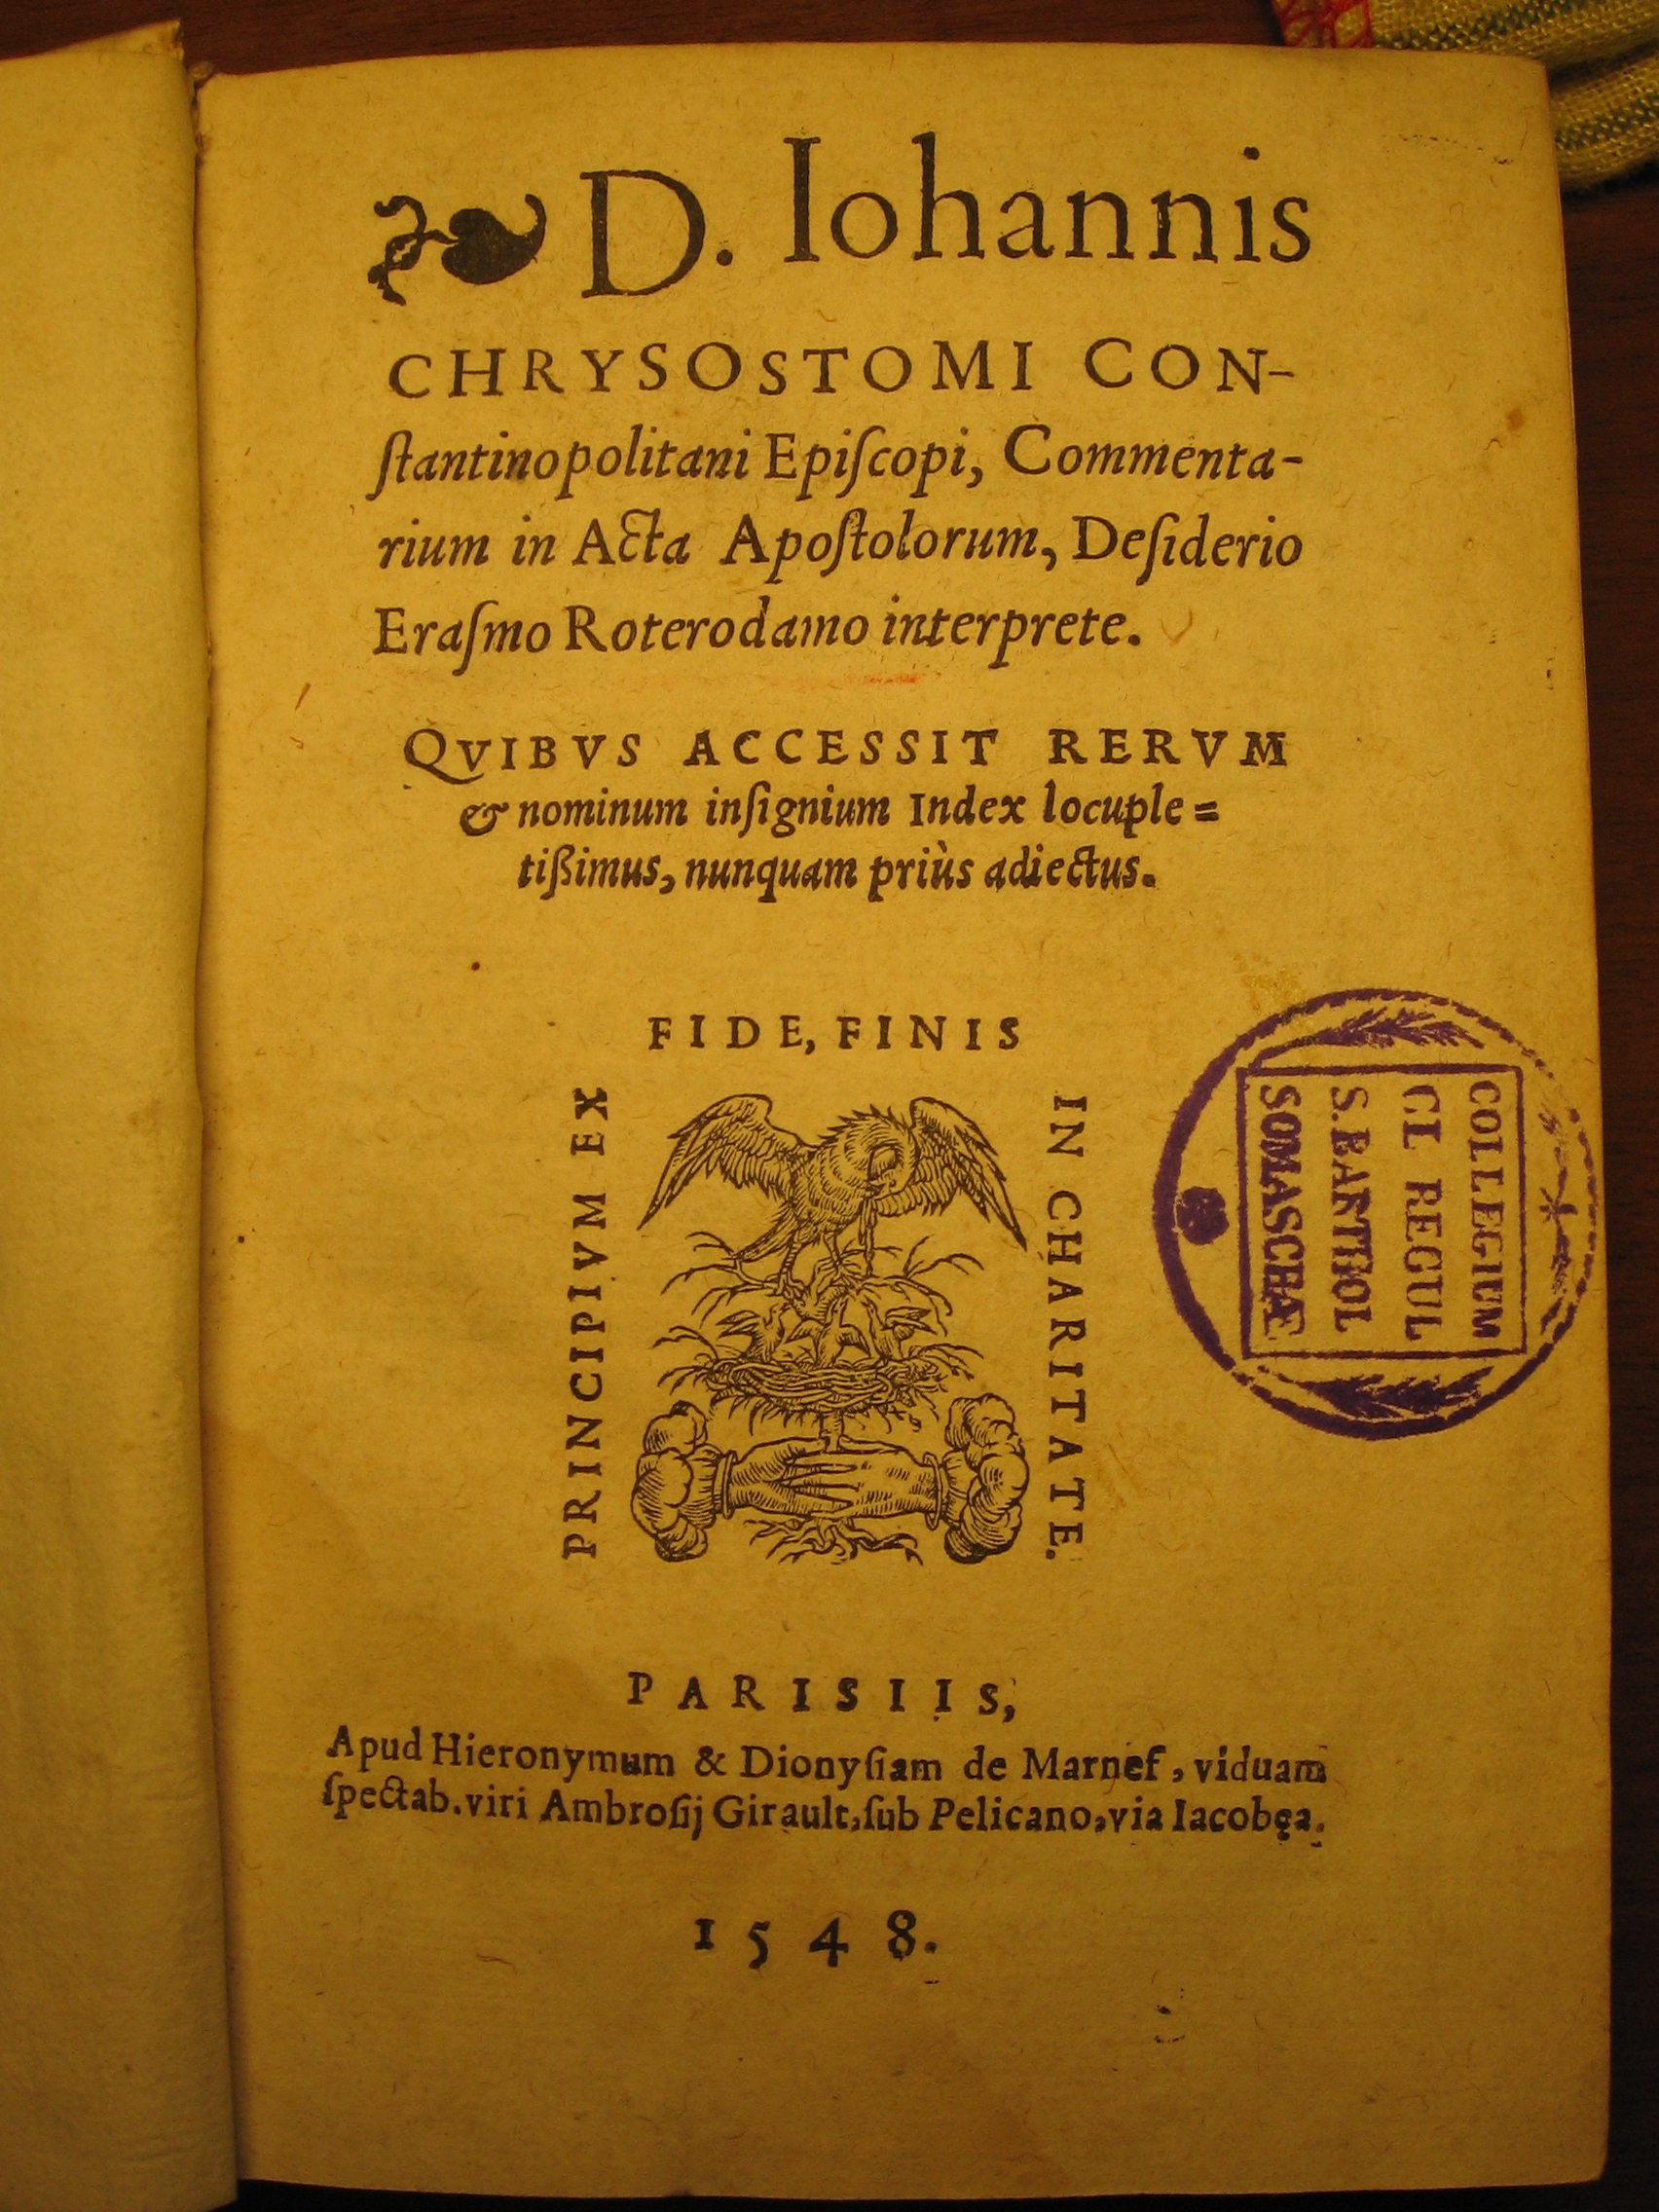 D. Iohannis
CHRYSOSTOMI CON-
ſtantinopolitani Epiſcopi, Commenta-
rium in Acta Apoſtolorum, Deſiderio
Eraſmo Roterodamo interprete.
QVIBVS ACCESSIT RERVM
& nominum inſignium Index locuple=
tißimus, nunquam priùs adiectus.
PRINCIPIVM EX
FIDE, FINIS
IN CHARITATE.
COLLEGIUM
CL REGUL
S. BARTHOL
SOMASCHÆ
PARISIIS,
Apud Hieronymum & Dionyſiam de Marnef, viduam
ſpectab. viri Ambroſij Girault, ſub Pelicano, via Iacobęa.
1548.